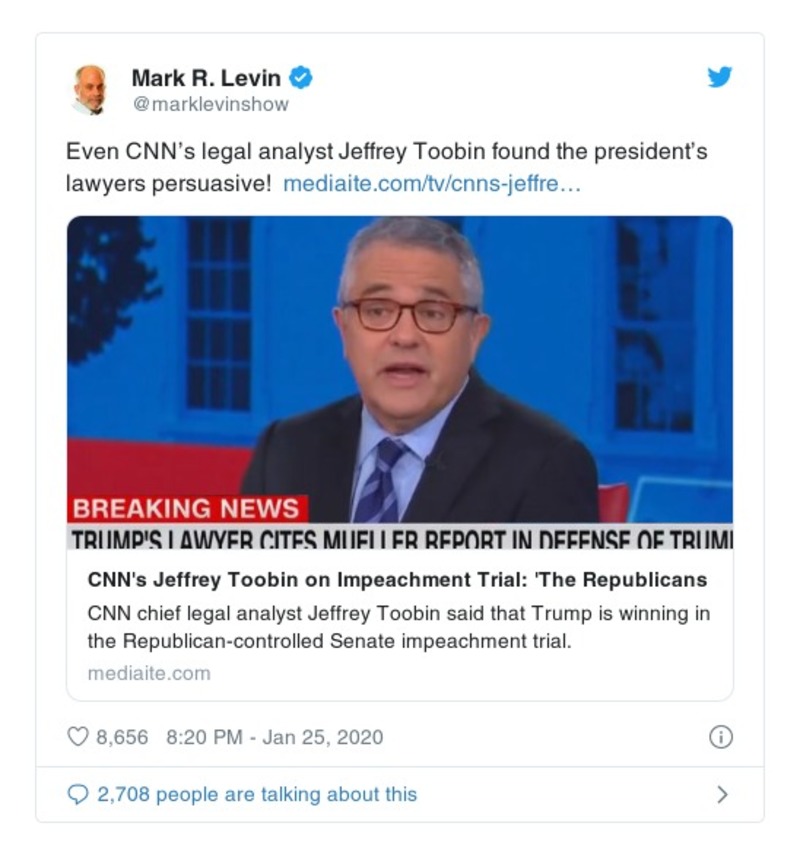 Mark R. Levin
@marklevinshow
Even CNN’s legal analyst Jeffrey Toobin found the president’s
lawyers persuasive! mediaite.com/tv/cnns-jeffre…
BREAKING NEWS
TRUMP'S LAWYER CITES MUELLER REPORT IN DEFENSE OF TRUM
CNN's Jeffrey Toobin on Impeachment Trial: 'The Republicans
CNN chief legal analyst Jeffrey Toobin said that Trump is winning in
the Republican-controlled Senate impeachment trial.
mediaite.com
8,656 8:20 PM - Jan 25, 2020
2,708 people are talking about this